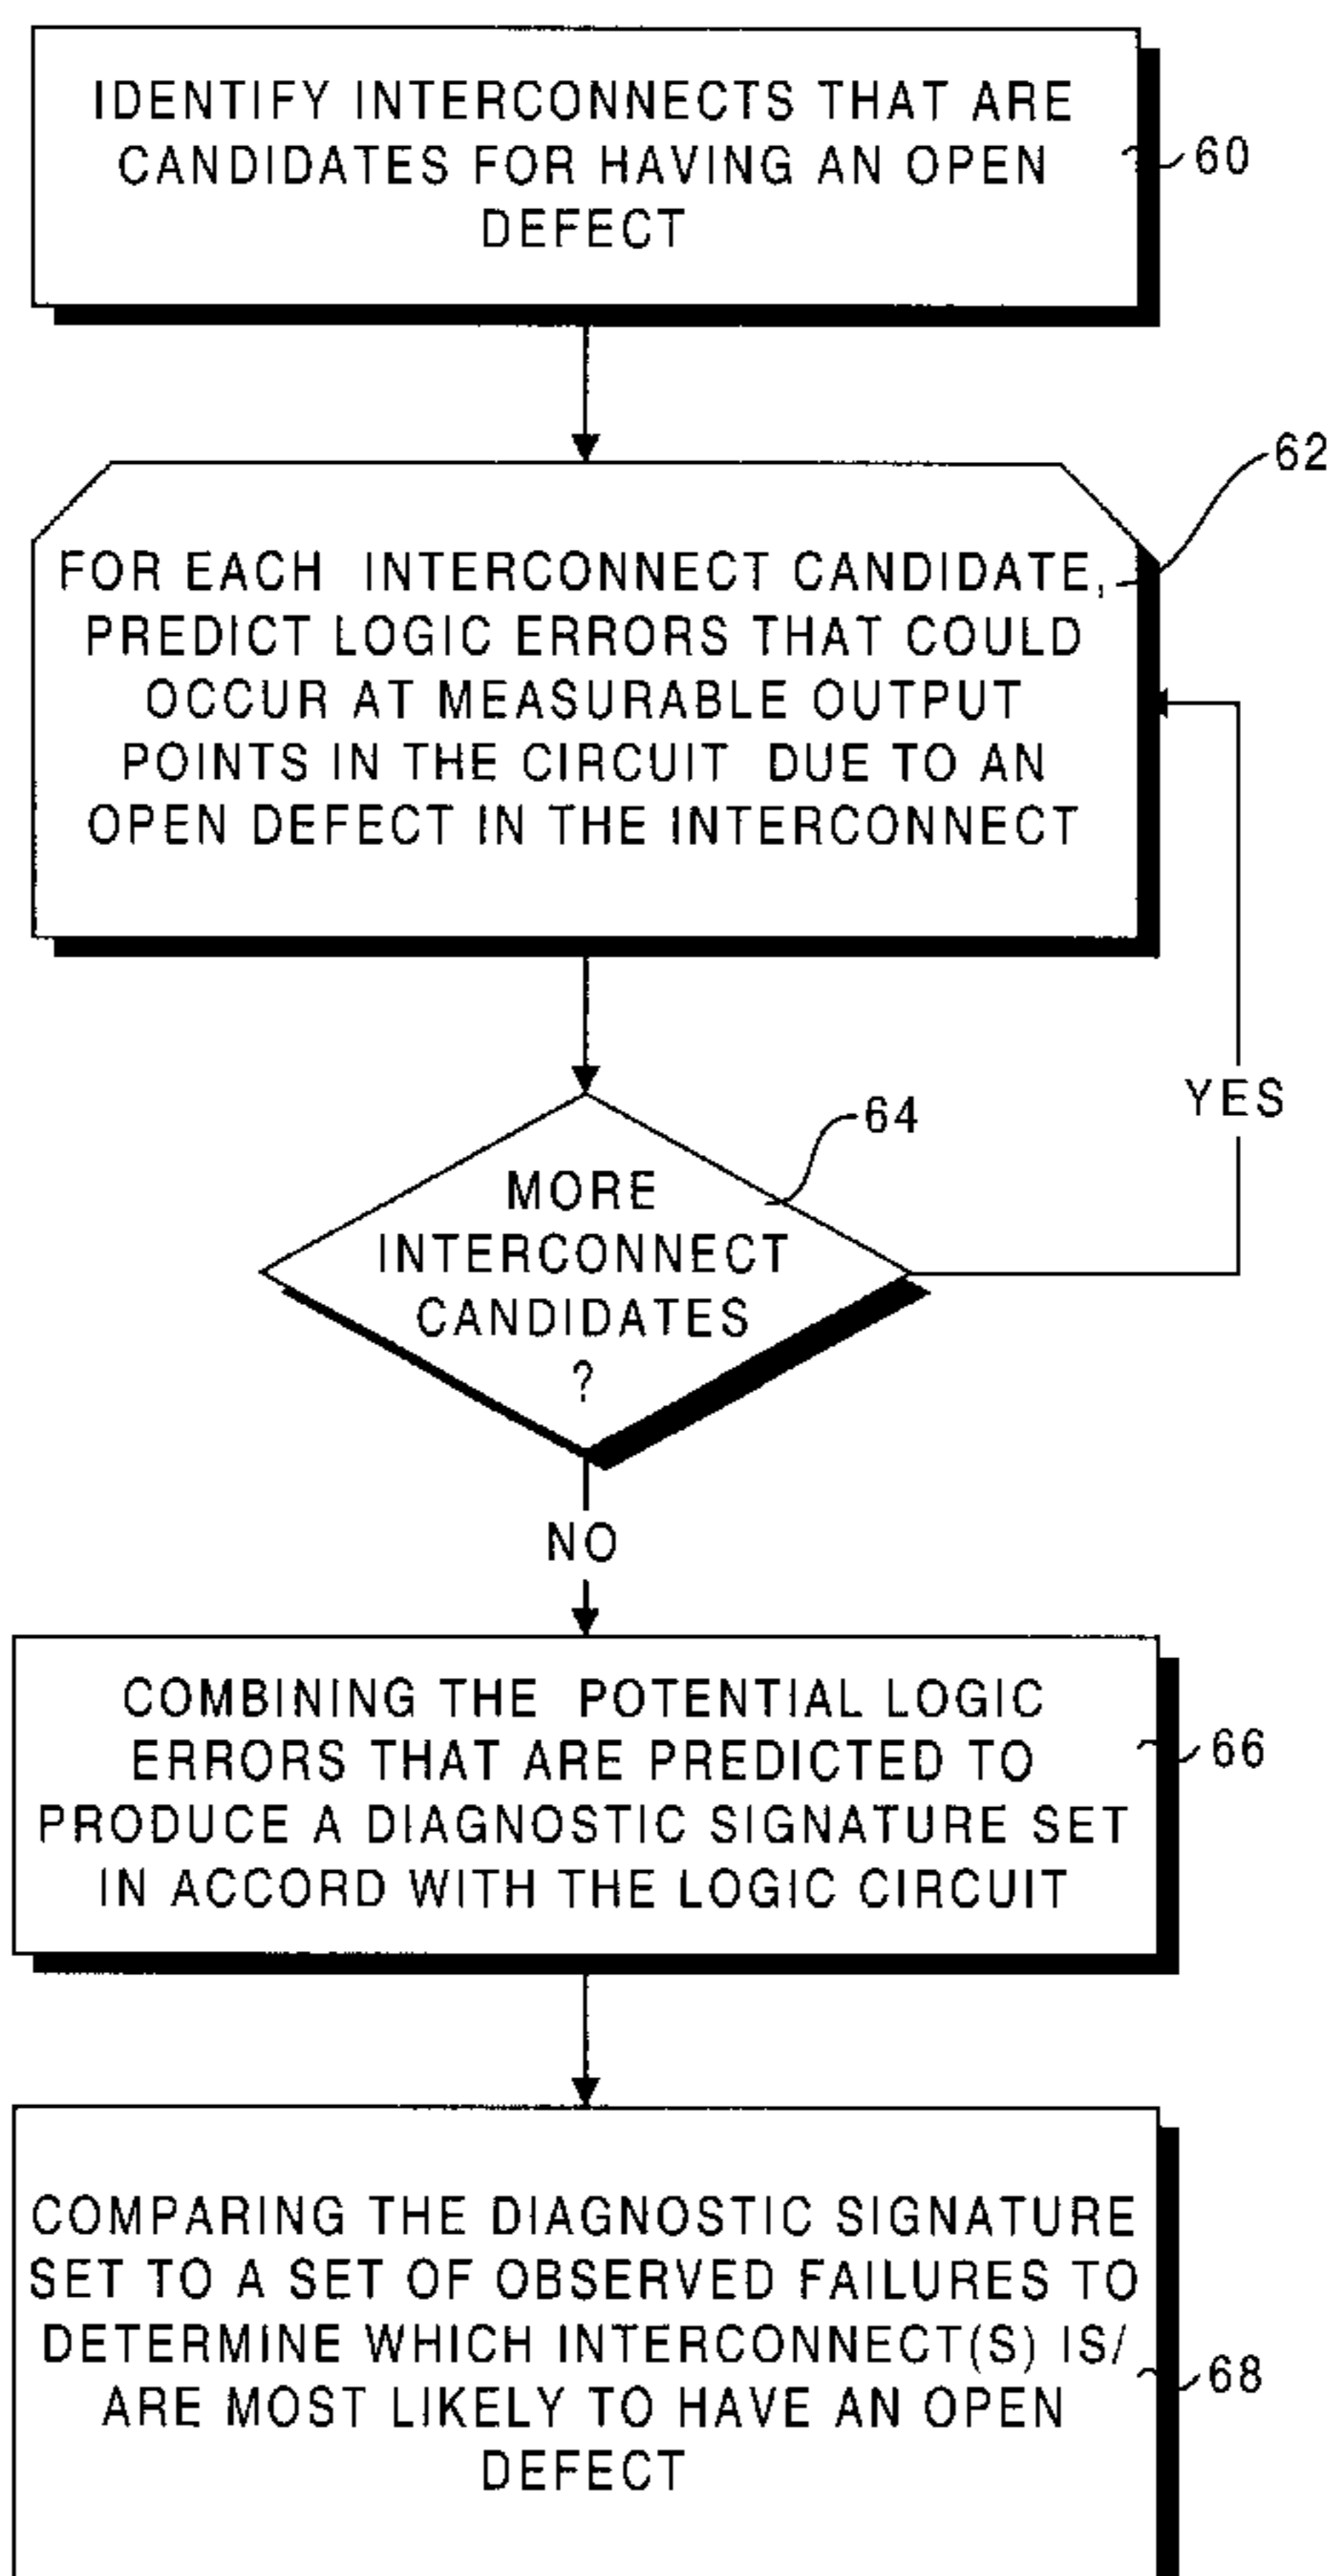 IDENTIFY INTERCONNECTS THAT ARE
CANDIDATES FOR HAVING AN OPEN
DEFECT
60
62
FOR EACH INTERCONNECT CANDIDATE,
PREDICT LOGIC ERRORS THAT COULD
OCCUR AT MEASURABLE OUTPUT
POINTS IN THE CIRCUIT DUE TO AN
OPEN DEFECT IN THE INTERCONNECT
YES
64
MORE
INTERCONNECT
CANDIDATES
?
NO
COMBINING THE POTENTIAL LOGIC
ERRORS THAT ARE PREDICTED TO
PRODUCE A DIAGNOSTIC SIGNATURE SET
IN ACCORD WITH THE LOGIC CIRCUIT
66
COMPARING THE DIAGNOSTIC SIGNATURE
SET TO A SET OF OBSERVED FAILURES TO
DETERMINE WHICH INTERCONNECT(S) IS/
ARE MOST LIKELY TO HAVE AN OPEN
DEFECT
68